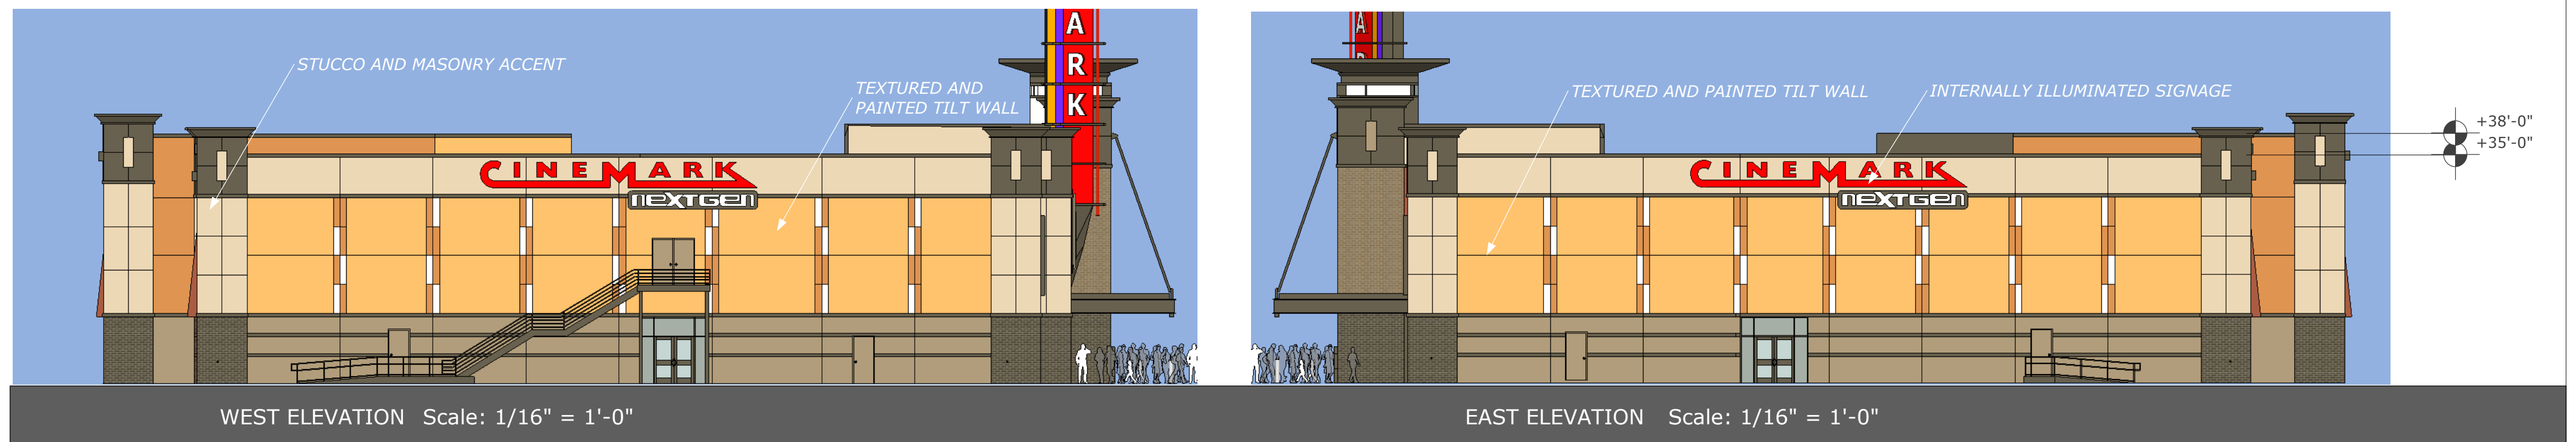 A
R
K
STUCCO AND MASONRY ACCENT
TEXTURED AND
PAINTED TILT WALL
CINEMARK
NEXTGEN
WEST ELEVATION Scale: 1/16" = 1'-0"
A
TEXTURED AND PAINTED TILT WALL
INTERNALLY ILLUMINATED SIGNAGE
+38'-0"
+35'-0"
CINEMARK
NEXTGEN
EAST ELEVATION Scale: 1/16" = 1'-0"